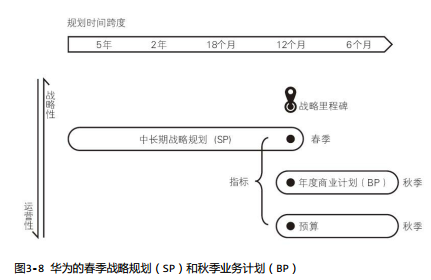 规划时间跨度
5年 2年 18个月 12个月 6个月
战略性
战略里程碑
中长期战略规划（SP） 春季
指标 年度商业计划（BP） 秋季
运营性
预算 秋季
图3-8 华为的春季战略规划（SP）和秋季业务计划（BP）